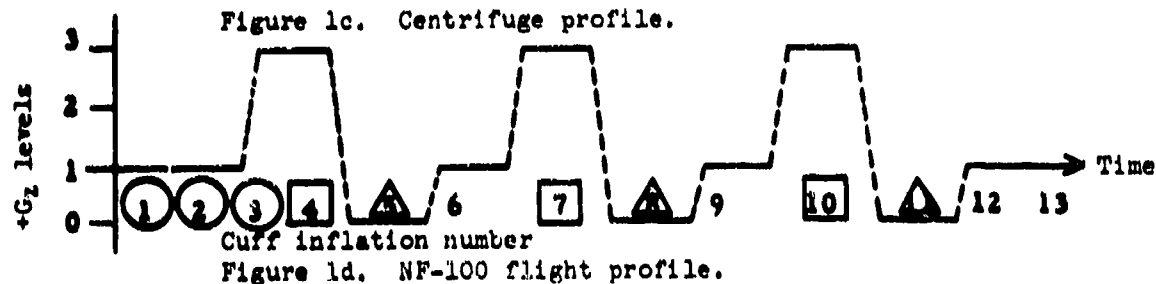 Figure 1c. Centrifuge profile.
+Gz levels
3
2
1
0
Time
1 2 3 4 6 7 9 10 12 13
Cuff inflation number
Figure 1d. NF-100 flight profile.